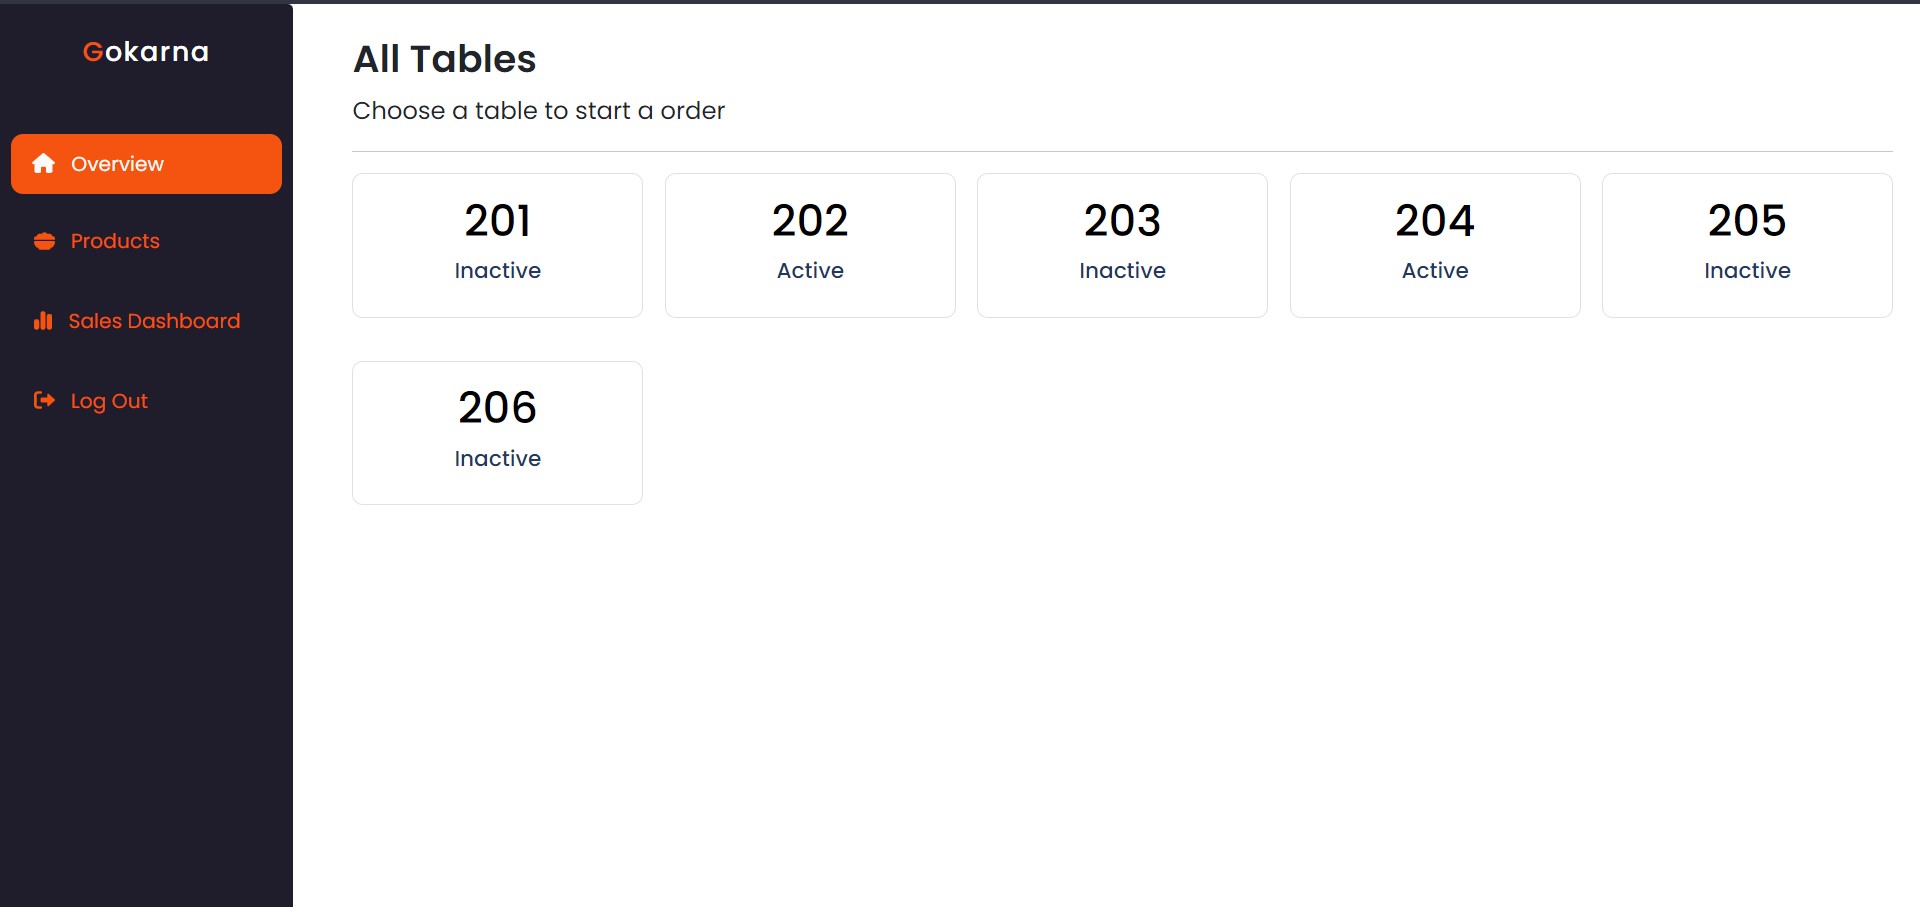 Gokarna
Overview
Products
Sales Dashboard
Log Out
All Tables
Choose a table to start a order
201
Inactive
202
Active
203
Inactive
204
Active
205
Inactive
206
Inactive